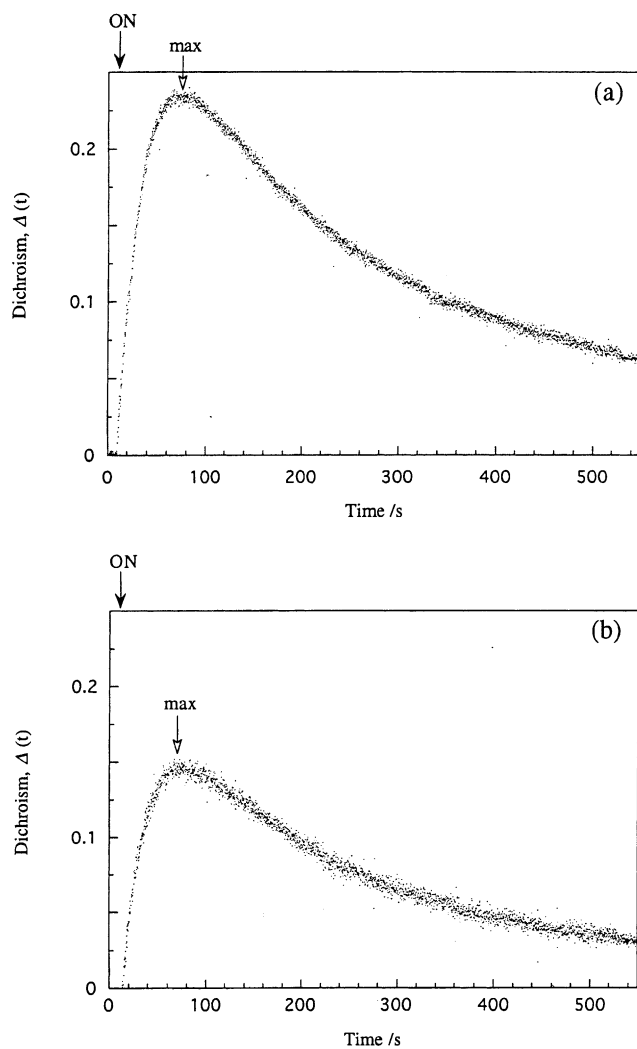 ON
max
(a)
0.2
0.1
0
Dichroism, Δ (t)
0 100 200 300 400 500
Time /s
ON
(b)
max
0.2
0.1
0
Dichroism, Δ (t)
0 100 200 300 400 500
Time /s